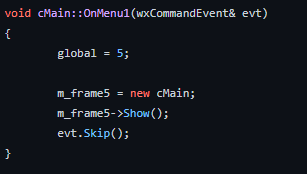 void cMain::OnMenu1(wxCommandEvent& evt)
{
global = 5;
m_frame5 = new cMain;
m_frame5->Show();
evt.Skip();
}